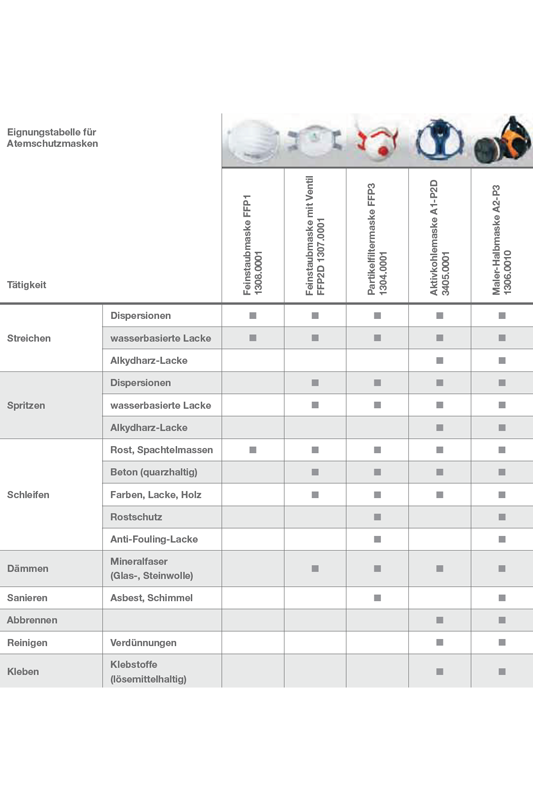 Eignungstabelle für
Atemschutzmasken
Tätigkeit
Feinstaubmaske FFP1
1308.0001
Feinstaubmaske mit Ventil
FFP2D 1307.0001
Partikelfiltermaske FFP3
1304.0001
Aktivkohlemaske A1-P2D
3405.0001
Maler-Halbmaske A2-P3
1306.0010
Streichen
Dispersionen
wasserbasierte Lacke
Alkydharz-Lacke
Spritzen
Dispersionen
wasserbasierte Lacke
Alkydharz-Lacke
Schleifen
Rost, Spachtelmassen
Beton (quarzhaltig)
Farben, Lacke, Holz
Rostschutz
Anti-Fouling-Lacke
Dämmen
Mineralfaser
(Glas-, Steinwolle)
Sanieren
Asbest, Schimmel
Abbrennen
Reinigen
Verdünnungen
Kleben
Klebstoffe
(lösemittelhaltig)